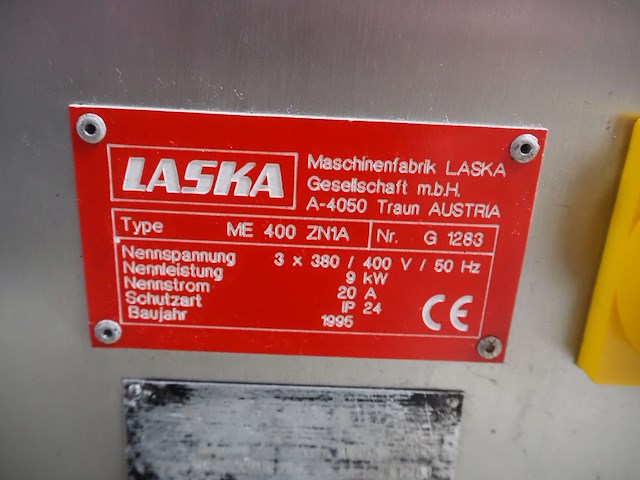 LASKA
Maschinenfabrik LASKA
Gesellschaft m.b.H.
A-4050 Traun AUSTRIA
Type ME 400 ZN1A Nr. G 1283
Nennspannung 3 x 380 / 400 V / 50 Hz
Nennleistung 9 kW
Nennstrom 20 A
Schutzart IP 24
Baujahr 1995
CE